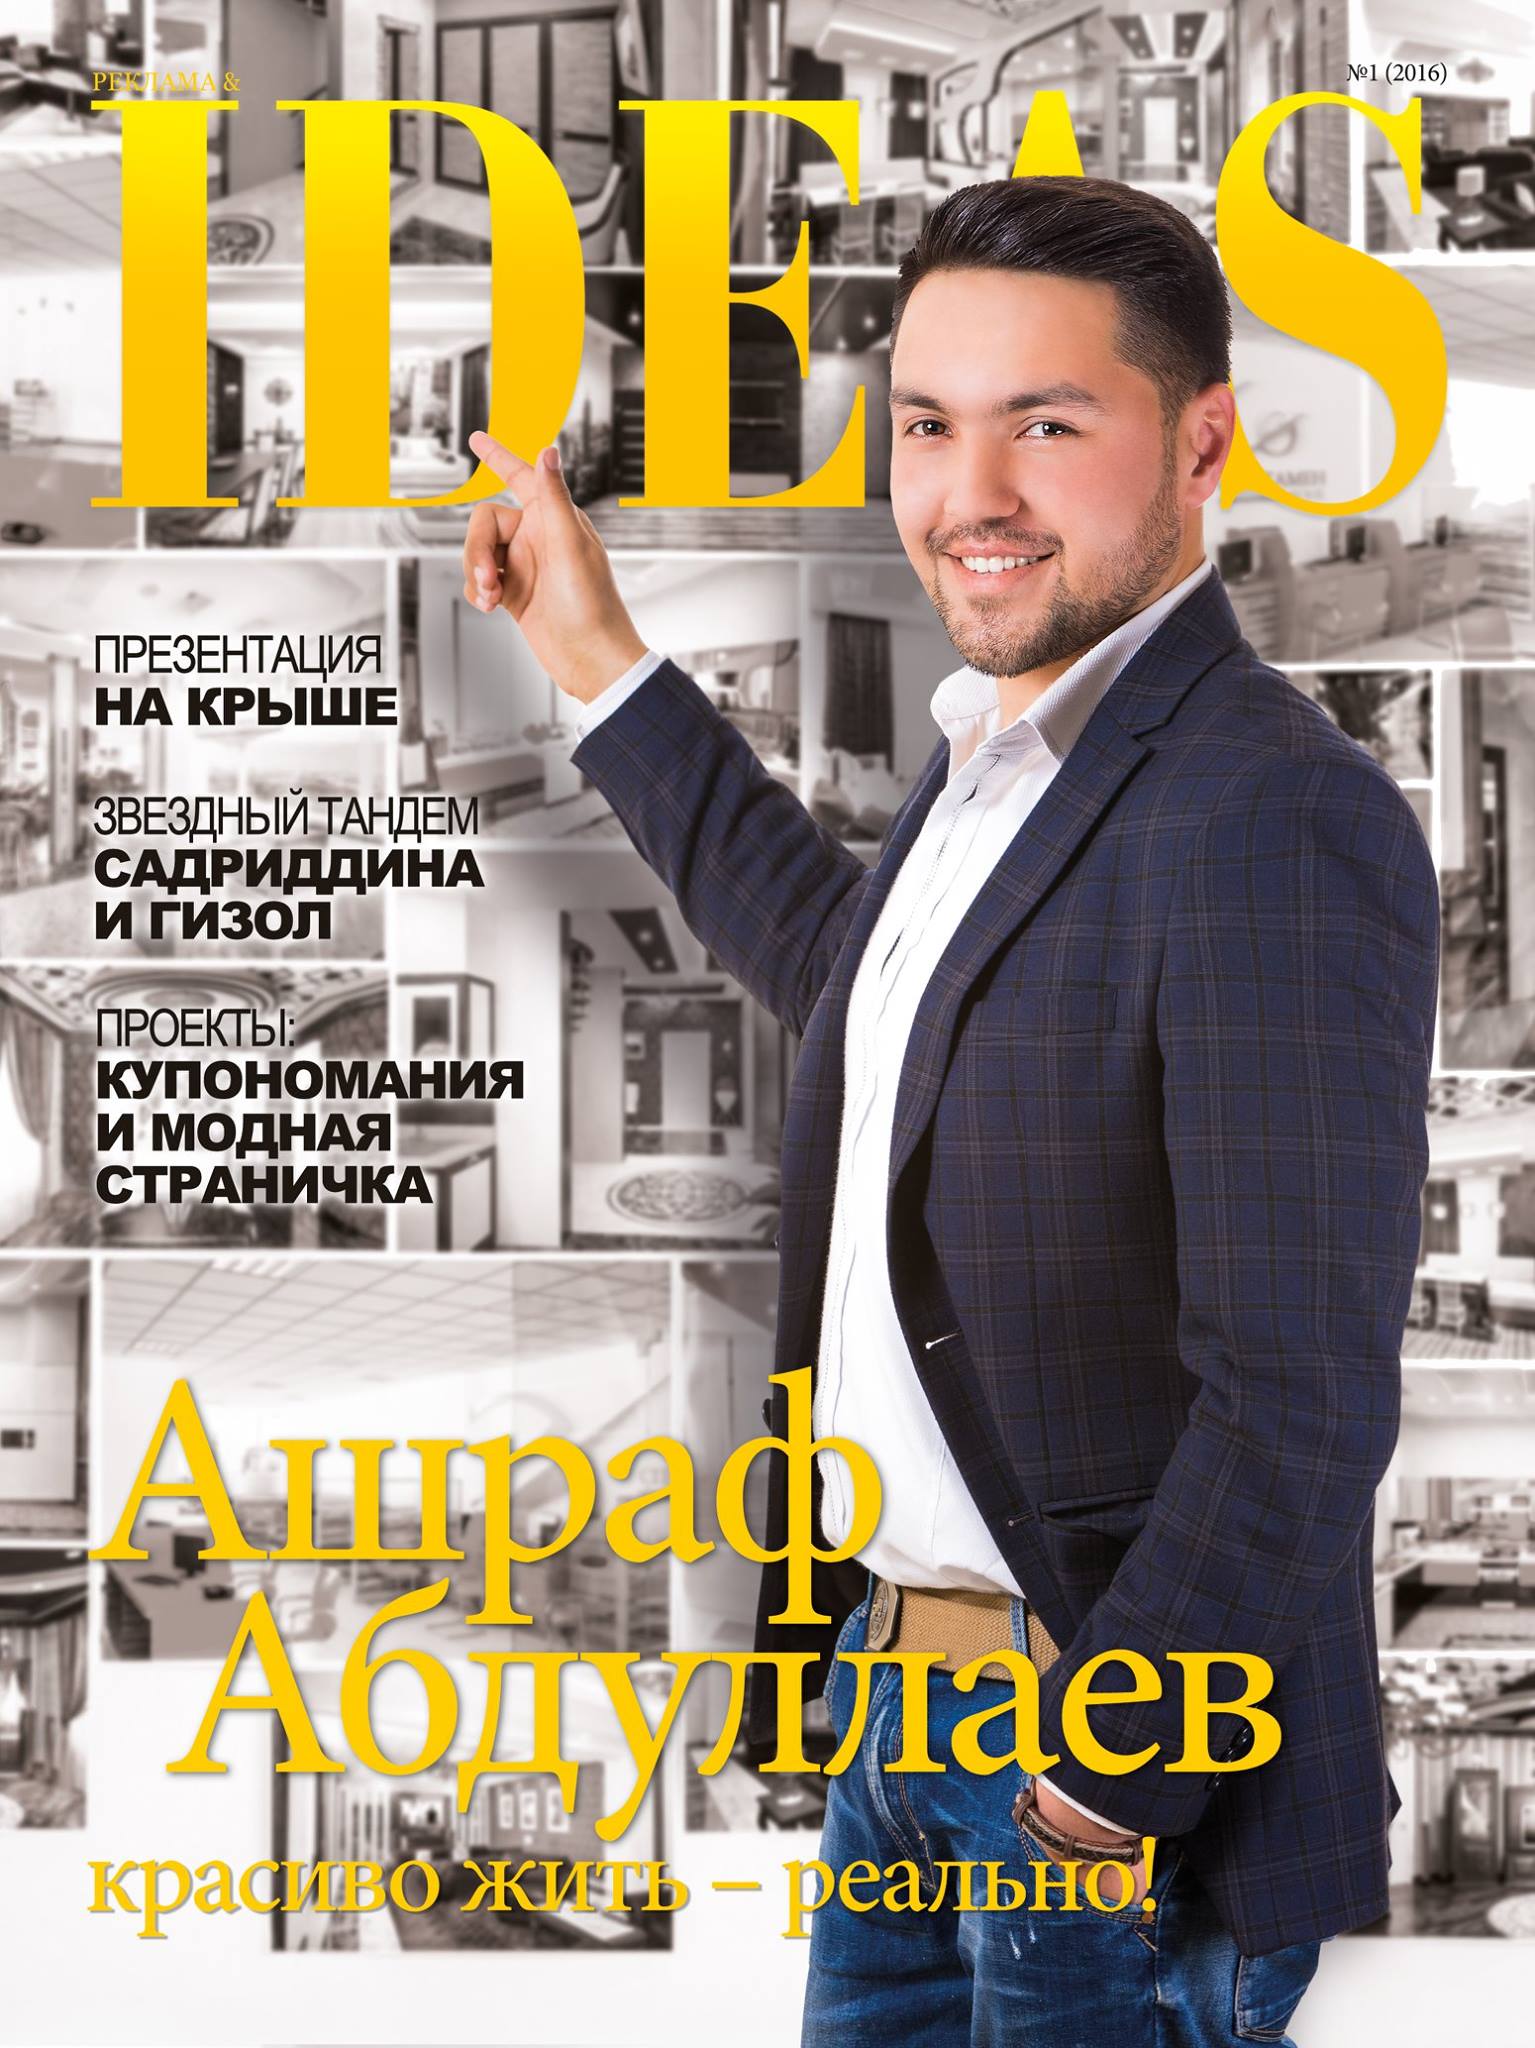 РЕКЛАМА &
№1 (2016)
IDEAS
ПРЕЗЕНТАЦИЯ
НА КРЫШЕ
ЗВЕЗДНЫЙ ТАНДЕМ
САДРИДДИНА
И ГИЗОЛ
ПРОЕКТЫ:
КУПОНОМАНИЯ
И МОДНАЯ
СТРАНИЧКА
Ашраф
Абдуллаев
красиво жить – реально!